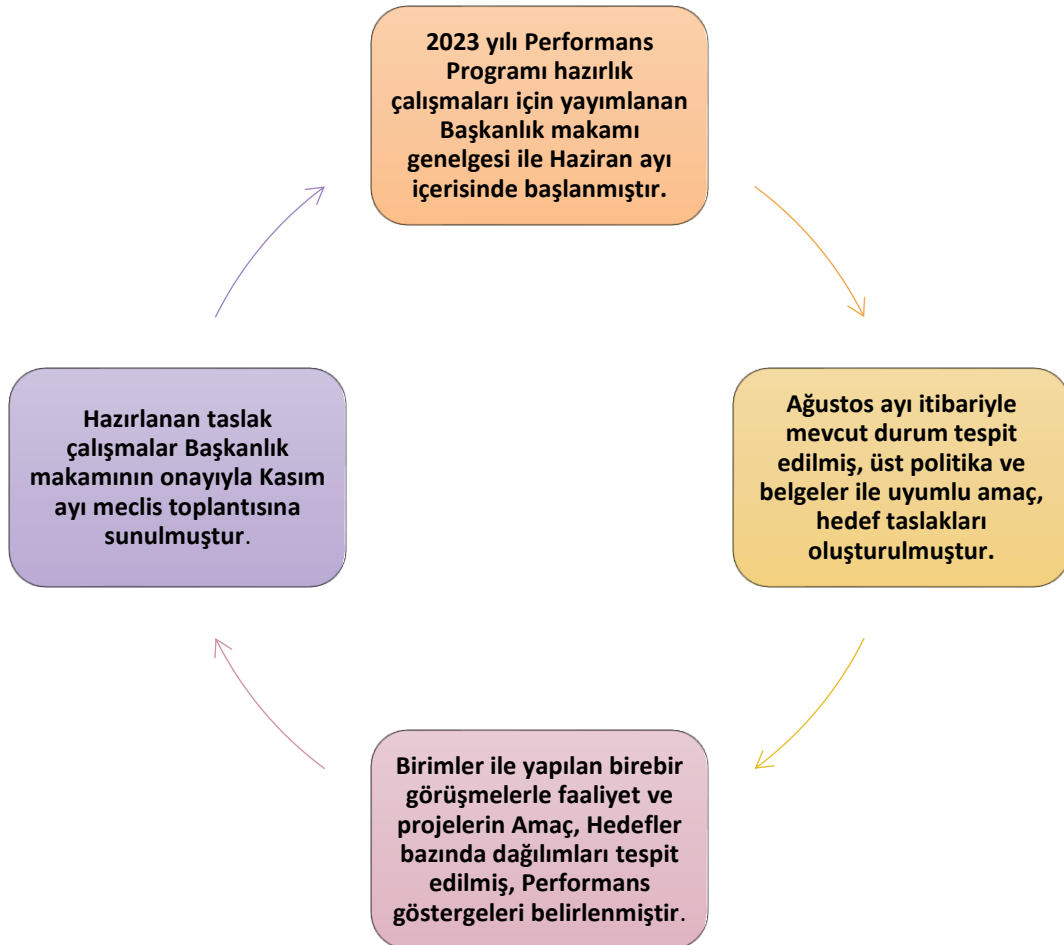 2023 yılı Performans
Programı hazırlık
çalışmaları için yayımlanan
Başkanlık makamı
genelgesi ile Haziran ayı
içerisinde başlanmıştır.
Ağustos ayı itibariyle
mevcut durum tespit
edilmiş, üst politika ve
belgeler ile uyumlu amaç,
hedef taslakları
oluşturulmuştur.
Birimler ile yapılan birebir
görüşmelerle faaliyet ve
projelerin Amaç, Hedefler
bazında dağılımları tespit
edilmiş, Performans
göstergeleri belirlenmiştir.
Hazırlanan taslak
çalışmalar Başkanlık
makamının onayıyla Kasım
ayı meclis toplantısına
sunulmuştur.